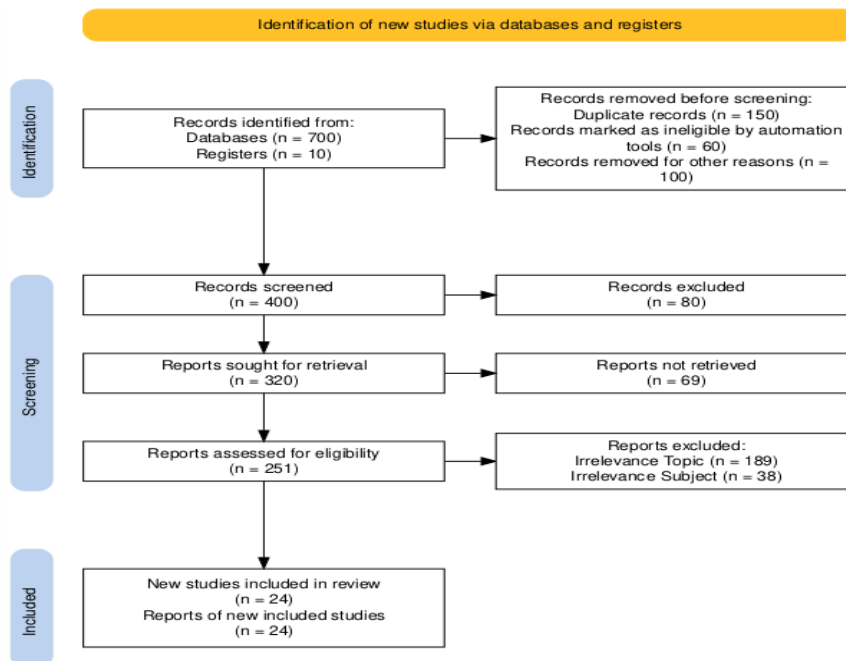 Identification of new studies via databases and registers
Identification
Records identified from:
Databases (n = 700)
Registers (n = 10)
Records removed before screening:
Duplicate records (n = 150)
Records marked as ineligible by automation
tools (n = 60)
Records removed for other reasons (n =
100)
Screening
Records screened
(n = 400)
Records excluded
(n = 80)
Reports sought for retrieval
(n = 320)
Reports not retrieved
(n = 69)
Reports assessed for eligibility
(n = 251)
Reports excluded:
Irrelevance Topic (n = 189)
Irrelevance Subject (n = 38)
Included
New studies included in review
(n = 24)
Reports of new included studies
(n = 24)